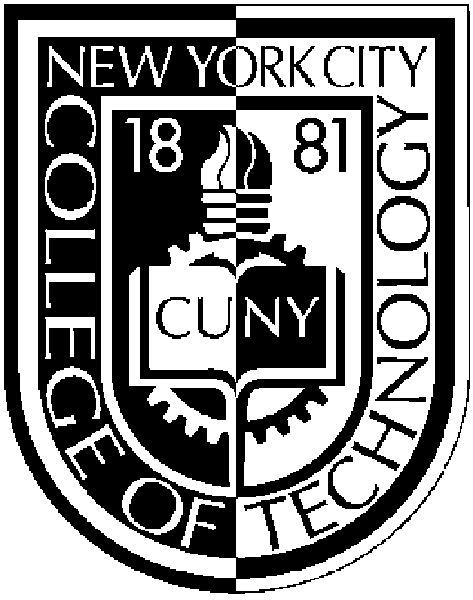 NEW YORK CITY
COLLEGE OF TECHNOLOGY
18 81
CUNY